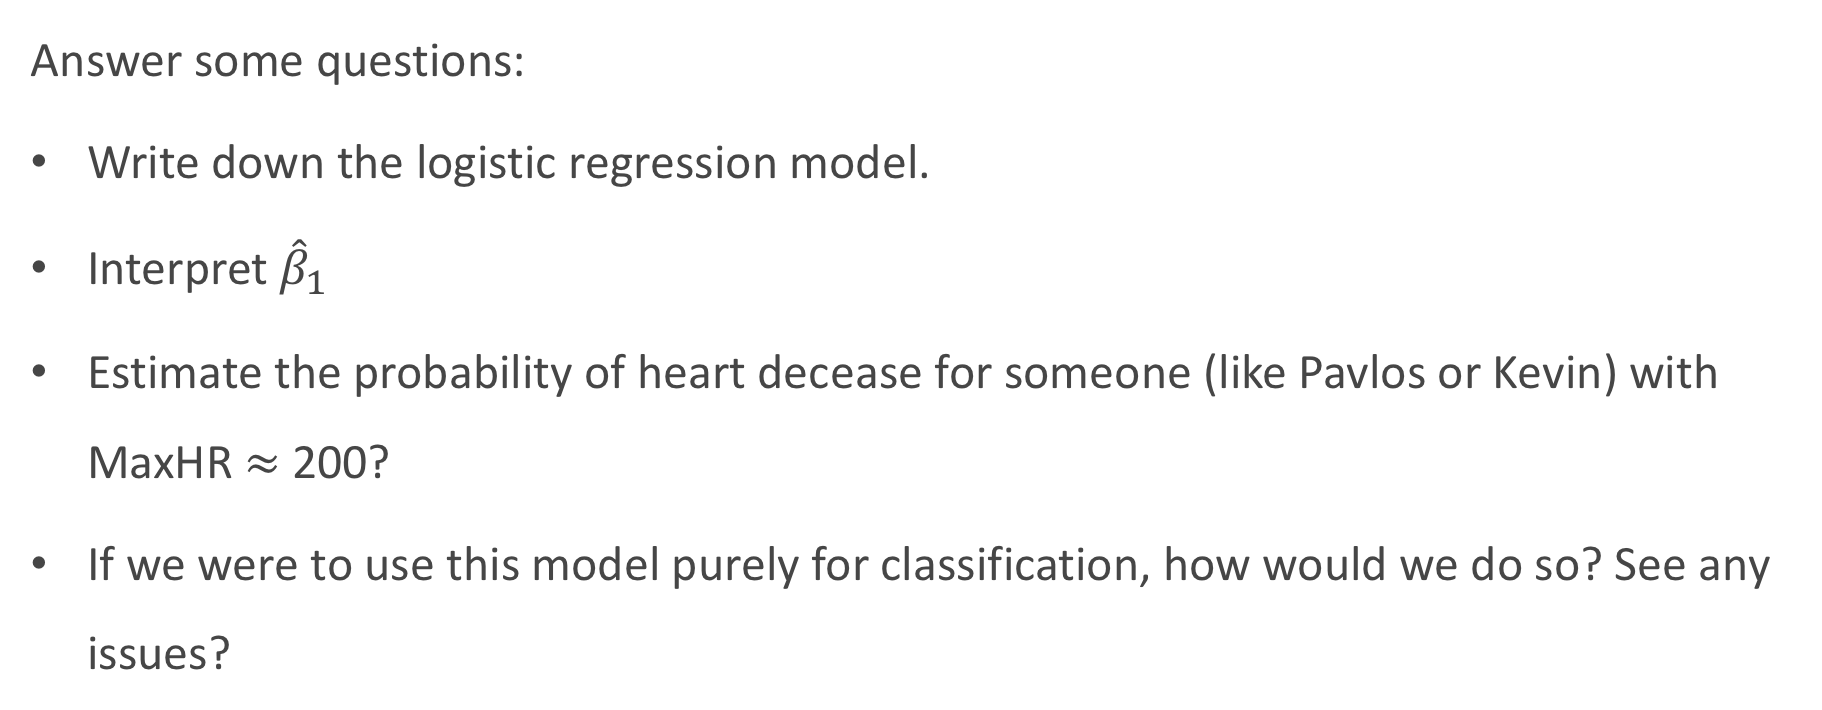 Answer some questions:
• Write down the logistic regression model.
• Interpret β̂₁
• Estimate the probability of heart decease for someone (like Pavlos or Kevin) with
MaxHR ≈ 200?
• If we were to use this model purely for classification, how would we do so? See any
issues?